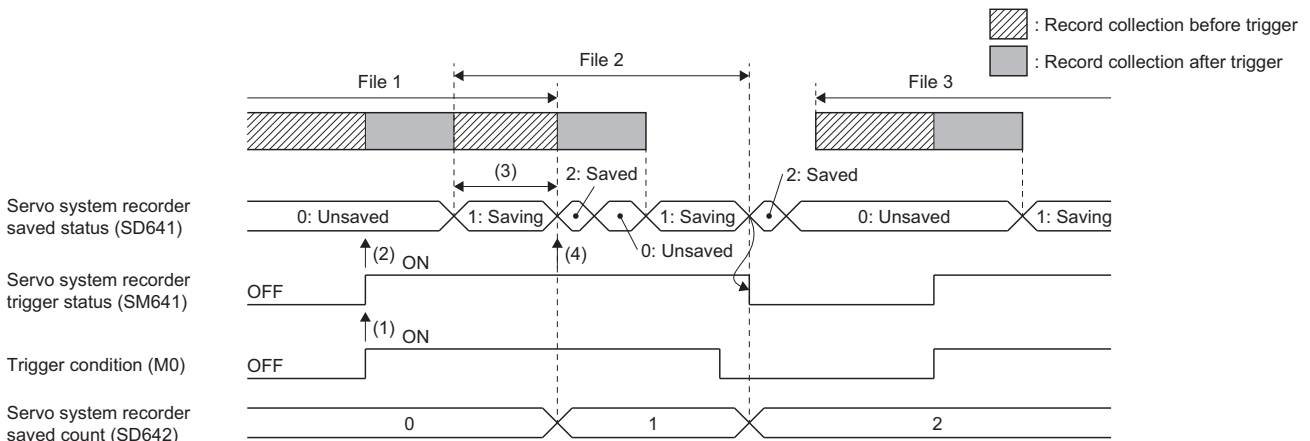 : Record collection before trigger
File 2
: Record collection after trigger
File 1
File 3
(3)
2: Saved
2: Saved
Servo system recorder
saved status (SD641)
0: Unsaved
1: Saving
1: Saving
0: Unsaved
1: Saving
0: Unsaved
(2)
ON
(4)
Servo system recorder
trigger status (SM641)
OFF
(1)
ON
Trigger condition (M0)
OFF
Servo system recorder
saved count (SD642)
0
1
2